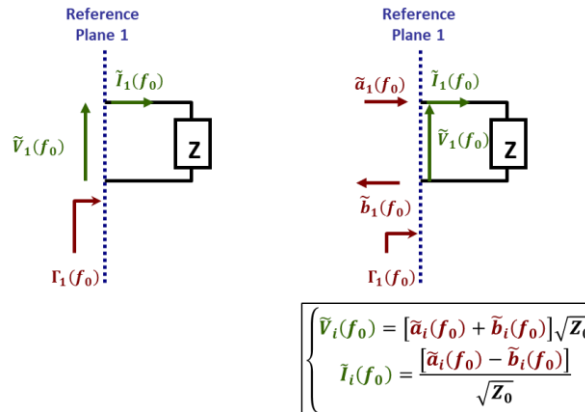 Reference
Plane 1
Ĩ₁(f₀)
Ṽ₁(f₀)
Z
Γ₁(f₀)
Reference
Plane 1
ã₁(f₀)
Ĩ₁(f₀)
Ṽ₁(f₀)
Z
b̃₁(f₀)
Γ₁(f₀)
Ṽᵢ(f₀) = [ãᵢ(f₀) + b̃ᵢ(f₀)]√Z₀
Ĩᵢ(f₀) = [ãᵢ(f₀) − b̃ᵢ(f₀)] / √Z₀